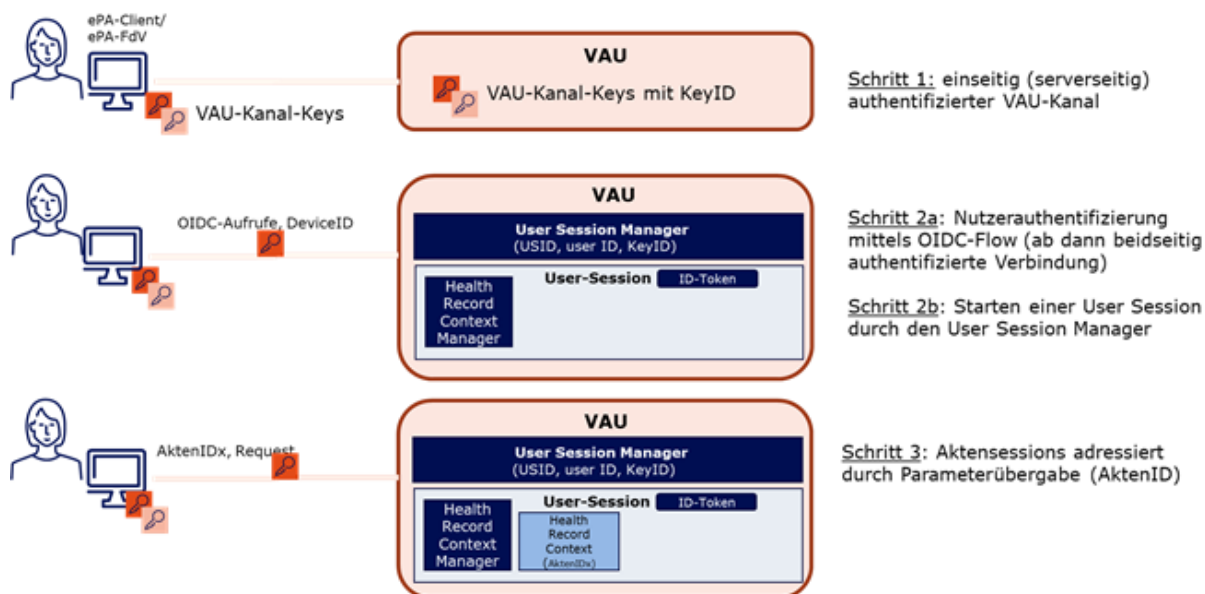 ePA-Client/
ePA-FdV
VAU-Kanal-Keys
VAU
VAU-Kanal-Keys mit KeyID
Schritt 1: einseitig (serverseitig)
authentifizierter VAU-Kanal
OIDC-Aufrufe, DeviceID
VAU
User Session Manager
(USID, user ID, KeyID)
User-Session
ID-Token
Health
Record
Context
Manager
Schritt 2a: Nutzerauthentifizierung
mittels OIDC-Flow (ab dann beidseitig
authentifizierte Verbindung)
Schritt 2b: Starten einer User Session
durch den User Session Manager
AktenIDx, Request
VAU
User Session Manager
(USID, user ID, KeyID)
User-Session
ID-Token
Health
Record
Context
Manager
Health
Record
Context
(AktenIDx)
Schritt 3: Aktensessions adressiert
durch Parameterübergabe (AktenID)